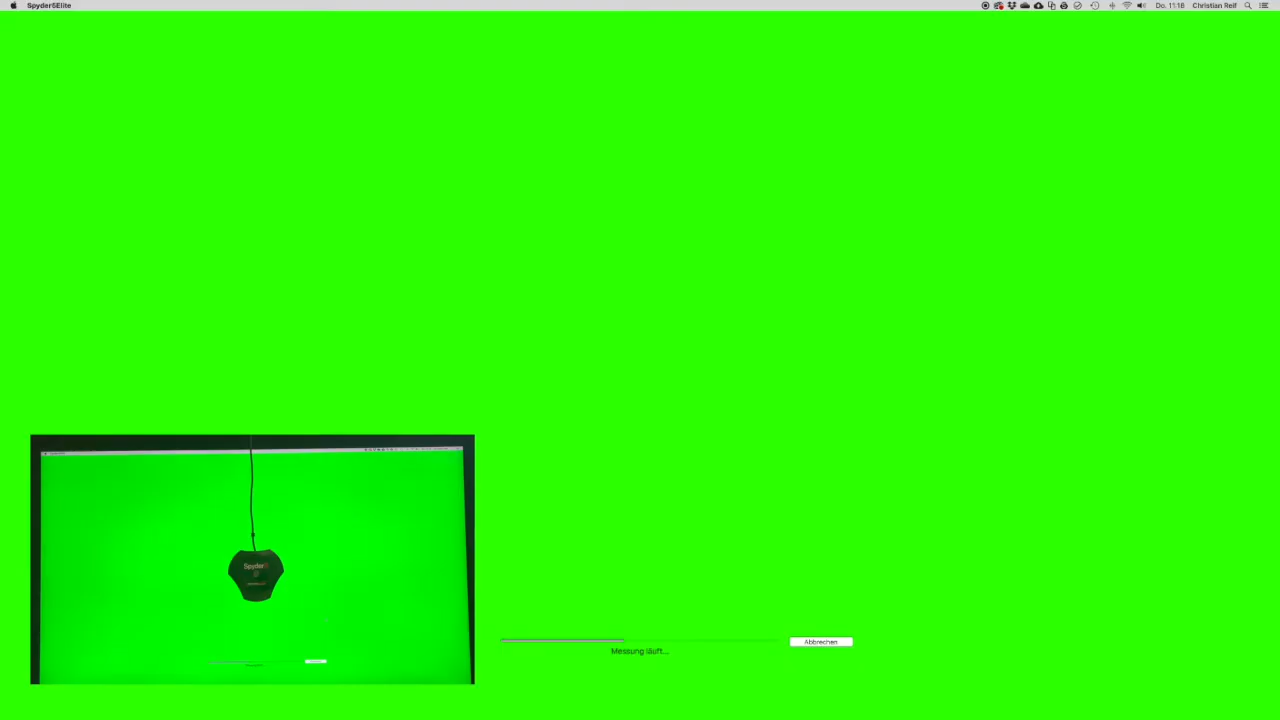 Spyder5Elite
Do. 11:18 Christian Reif
Spyder
Messung läuft...
Abbrechen